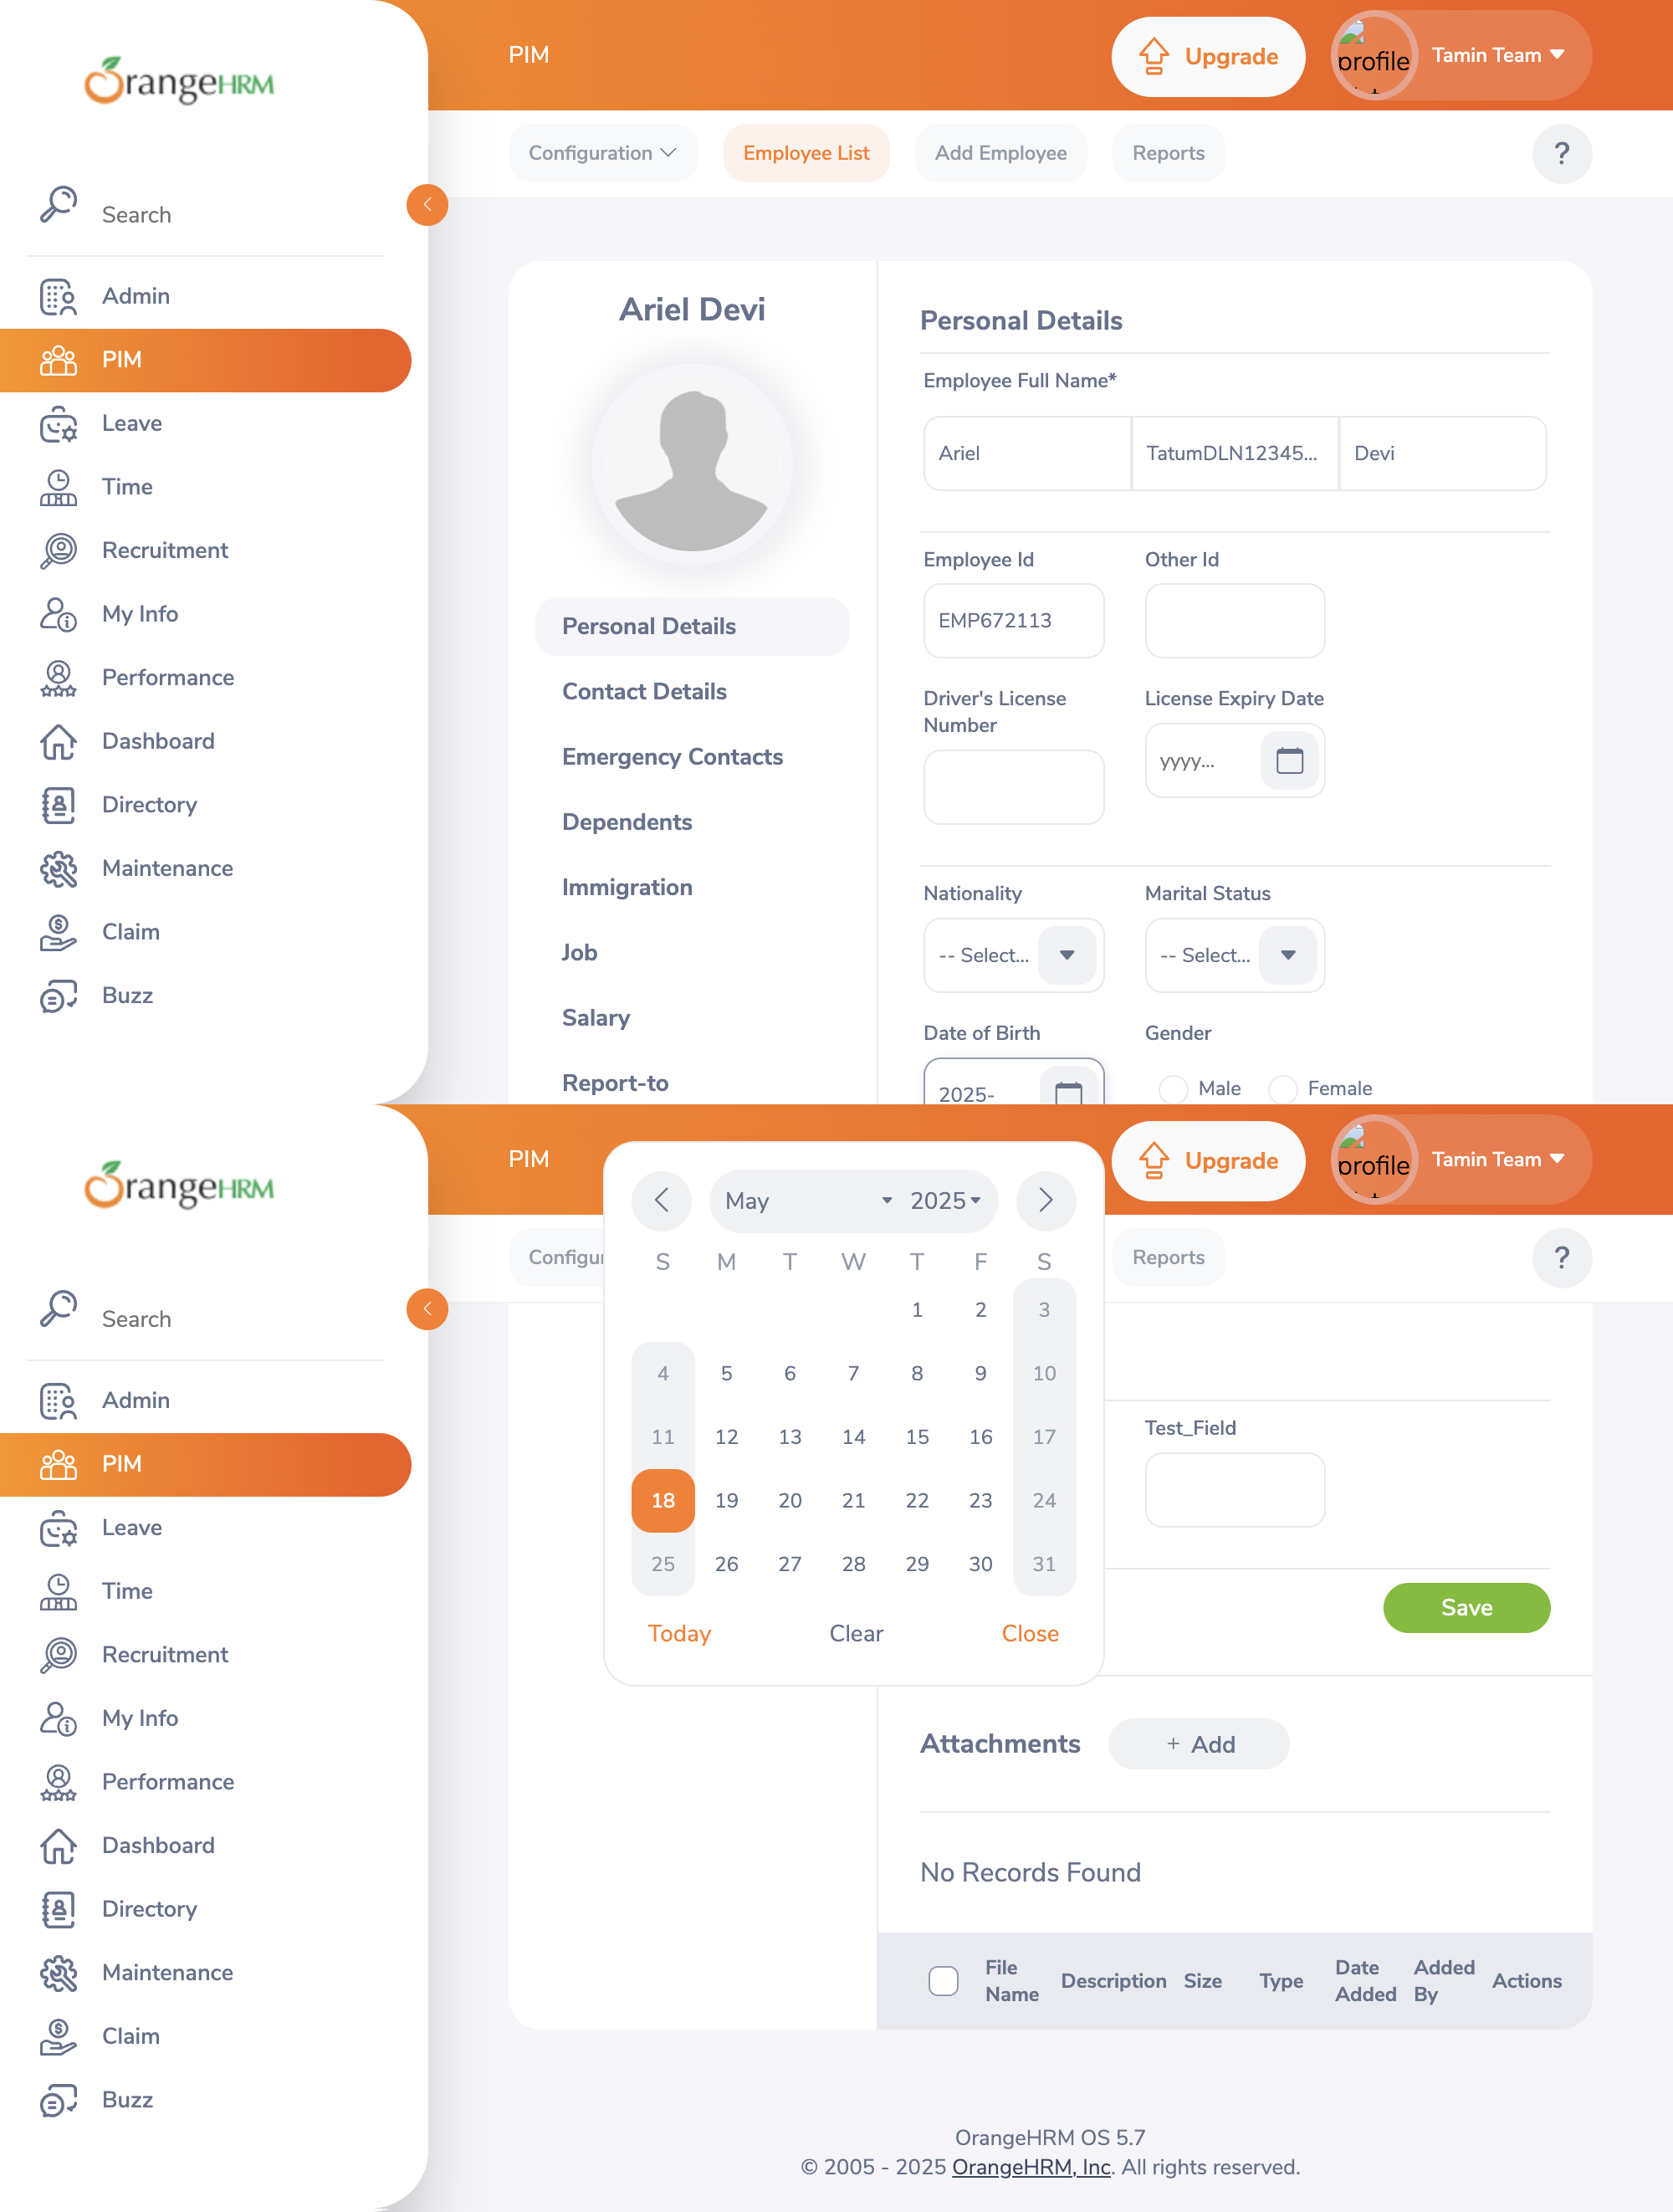 OrangeHRM
Search
Admin
PIM
Leave
Time
Recruitment
My Info
Performance
Dashboard
Directory
Maintenance
Claim
Buzz
PIM
Upgrade
profile
Tamin Team
Configuration
Employee List
Add Employee
Reports
?
Ariel Devi
Personal Details
Contact Details
Emergency Contacts
Dependents
Immigration
Job
Salary
Report-to
Personal Details
Employee Full Name*
Ariel
TatumDLN12345...
Devi
Employee Id
Other Id
EMP672113
Driver's License
Number
License Expiry Date
yyyy...
Nationality
Marital Status
-- Select...
-- Select...
Date of Birth
Gender
2025-
Male
Female
OrangeHRM
Search
Admin
PIM
Leave
Time
Recruitment
My Info
Performance
Dashboard
Directory
Maintenance
Claim
Buzz
PIM
Upgrade
profile
Tamin Team
Configur
Reports
?
May 2025
S M T W T F S
1 2 3
4 5 6 7 8 9 10
11 12 13 14 15 16 17
18 19 20 21 22 23 24
25 26 27 28 29 30 31
Today Clear Close
Test_Field
Save
Attachments
+ Add
No Records Found
File
Name
Description
Size
Type
Date
Added
Added
By
Actions
OrangeHRM OS 5.7
© 2005 - 2025 OrangeHRM, Inc. All rights reserved.